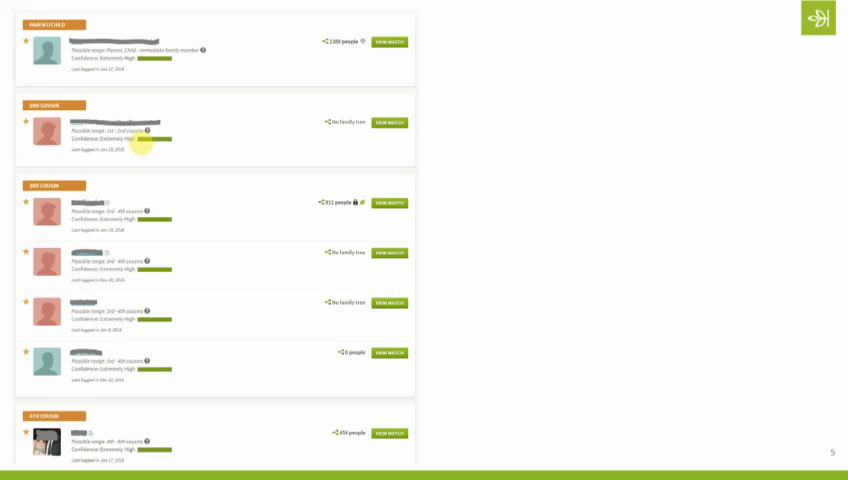 PARENT/CHILD
1389 people
VIEW MATCH
Possible range: Parent, Child - immediate family member
Confidence: Extremely High
Last logged in Jan 17, 2018
2ND COUSIN
No family tree
VIEW MATCH
Possible range: 1st - 2nd cousins
Confidence: Extremely High
Last logged in Jan 15, 2018
3RD COUSIN
911 people
VIEW MATCH
Possible range: 3rd - 4th cousins
Confidence: Extremely High
Last logged in Jan 18, 2018
No family tree
VIEW MATCH
Possible range: 3rd - 4th cousins
Confidence: Extremely High
Last logged in Nov 20, 2016
No family tree
VIEW MATCH
Possible range: 3rd - 4th cousins
Confidence: Extremely High
Last logged in Jan 8, 2016
6 people
VIEW MATCH
Possible range: 3rd - 4th cousins
Confidence: Extremely High
Last logged in Dec 22, 2016
4TH COUSIN
454 people
VIEW MATCH
Possible range: 4th - 6th cousins
Confidence: Extremely High
Last logged in Jan 17, 2018
5